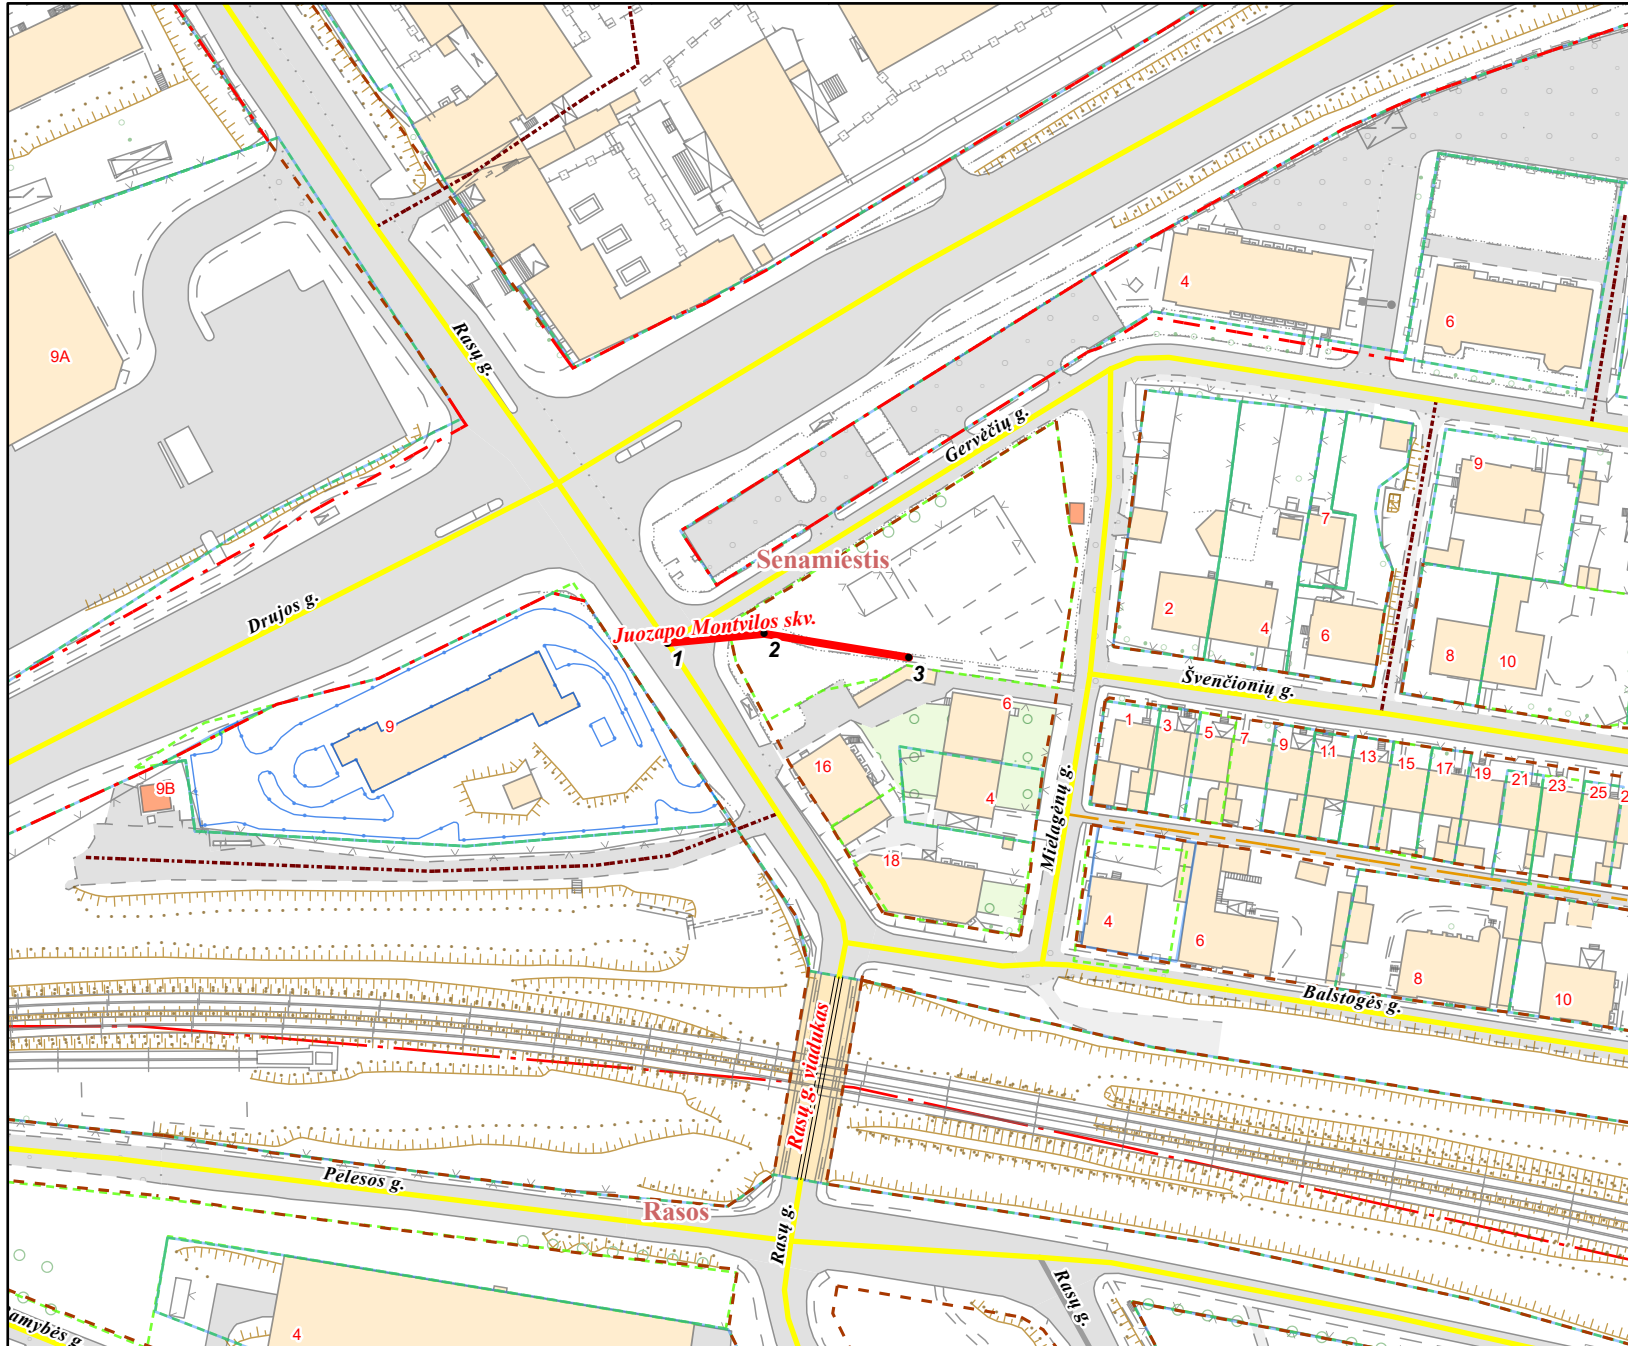 Rasų g.
9A
4
6
Gervėčių g.
9
7
Senamiestis
Drujos g.
Juozapo Montvilos skv.
1
2
3
2
4
6
8
10
Švenčionių g.
9
9B
16
6
4
18
Mielagėnų g.
1
3
5
7
9
11
13
15
17
19
21
23
25
4
6
8
10
Balstogės g.
Rasų g. viadukas
Pelesos g.
Rasos
Rasų g.
Rasų g.
4